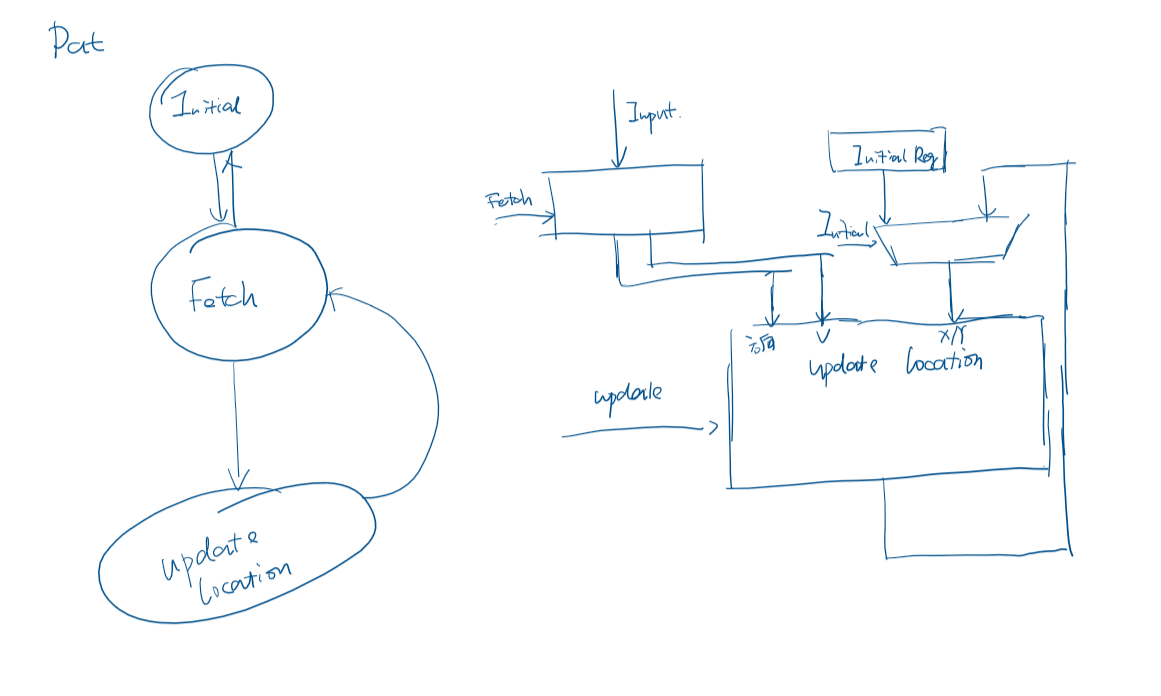 Pat
Initial
Fetch
update
location
Input.
Fetch
Initial Reg
Initial
方向
V
X/Y
update location
update